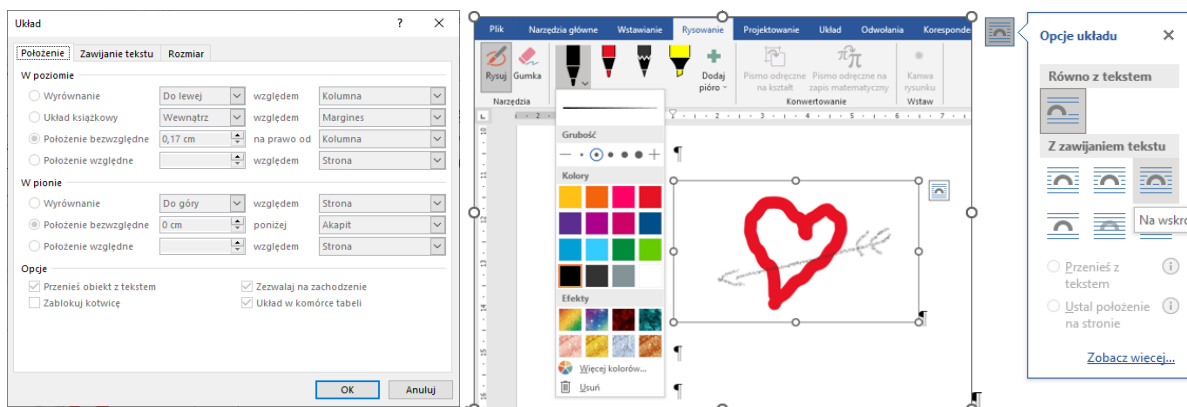 Układ
Położenie Zawijanie tekstu Rozmiar
W poziomie
Wyrównanie Do lewej względem Kolumna
Układ książkowy Wewnątrz względem Margines
Położenie bezwzględne 0,17 cm na prawo od Kolumna
Położenie względne względem Strona
W pionie
Wyrównanie Do góry względem Strona
Położenie bezwzględne 0 cm poniżej Akapit
Położenie względne względem Strona
Opcje
Przenieś obiekt z tekstem Zezwalaj na zachodzenie
Zablokuj kotwicę Układ w komórce tabeli
OK Anuluj
Plik Narzędzia główne Wstawianie Rysowanie Projektowanie Układ Odwołania Koresponde
Rysuj Gumka
Dodaj
pióro
Pismo odręczne
na kształt
Pismo odręczne na
zapis matematyczny
Kanwa
rysunku
Narzędzia Konwertowanie Wstaw
Grubość
Kolory
Efekty
Więcej kolorów...
Usuń
Opcje układu
Równo z tekstem
Z zawijaniem tekstu
Na wskro
Przenieś z
tekstem
Ustal położenie
na stronie
Zobacz wiecej...